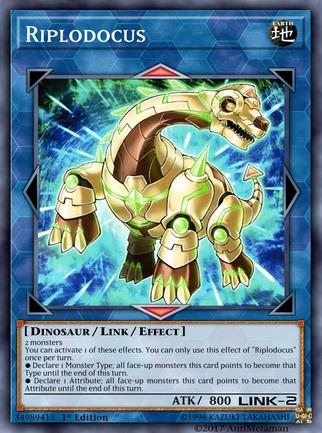 RIPLODOCUS
EARTH
地
[DINOSAUR / LINK / EFFECT]
2 monsters
You can activate 1 of these effects. You can only use this effect of "Riplodocus"
once per turn.
● Declare 1 Monster Type; all face-up monsters this card points to become that
Type until the end of this turn.
● Declare 1 Attribute; all face-up monsters this card points to become that
Attribute until the end of this turn.
ATK/ 800 LINK-2
34989413 1st Edition ©1996 KAZUKI TAKAHASHI
©2017 AntiMetaman